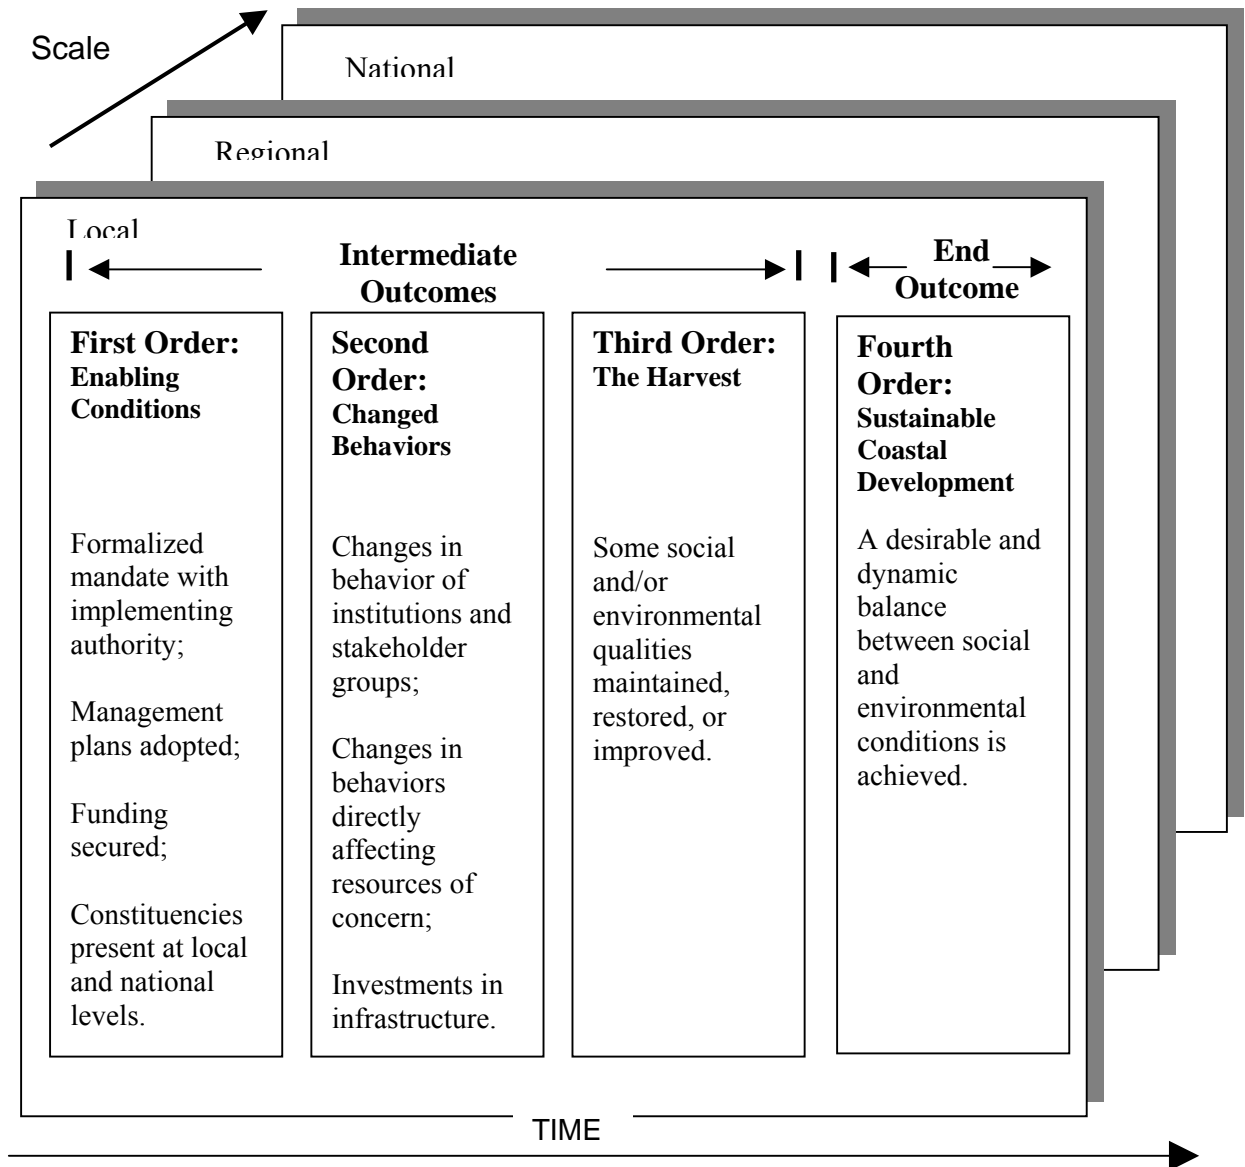 Scale
National
Regional
Local
Intermediate
Outcomes
End
Outcome
First Order:
Enabling
Conditions
Formalized
mandate with
implementing
authority;
Management
plans adopted;
Funding
secured;
Constituencies
present at local
and national
levels.
Second
Order:
Changed
Behaviors
Changes in
behavior of
institutions and
stakeholder
groups;
Changes in
behaviors
directly
affecting
resources of
concern;
Investments in
infrastructure.
Third Order:
The Harvest
Some social
and/or
environmental
qualities
maintained,
restored, or
improved.
Fourth
Order:
Sustainable
Coastal
Development
A desirable and
dynamic
balance
between social
and
environmental
conditions is
achieved.
TIME